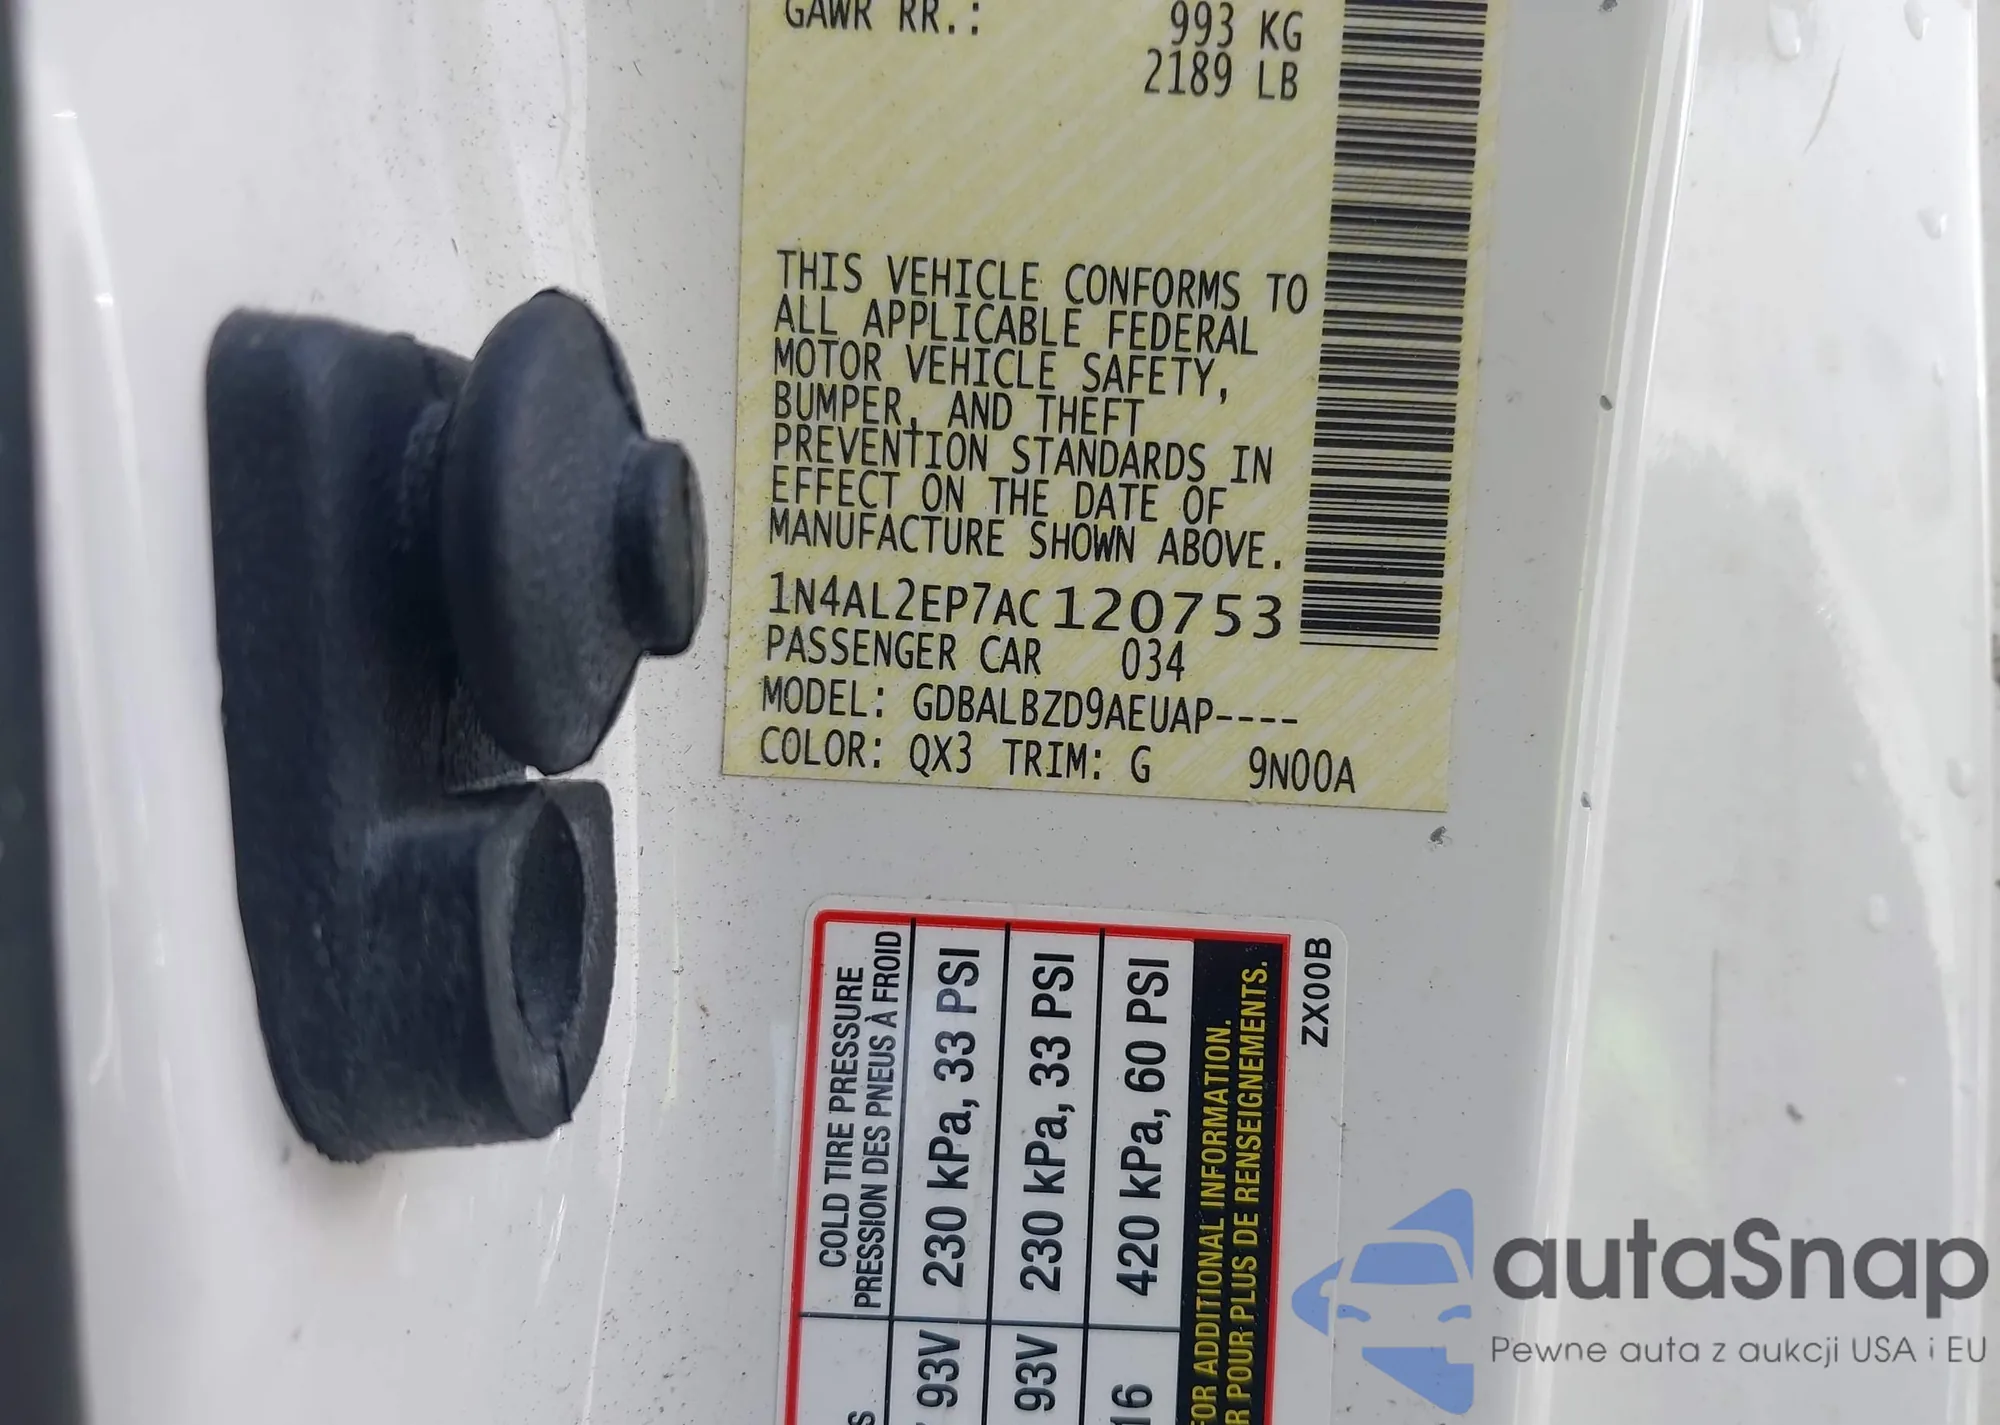 GAWR RR.: 993 KG
2189 LB
THIS VEHICLE CONFORMS TO
ALL APPLICABLE FEDERAL
MOTOR VEHICLE SAFETY,
BUMPER, AND THEFT
PREVENTION STANDARDS IN
EFFECT ON THE DATE OF
MANUFACTURE SHOWN ABOVE.
1N4AL2EP7AC120753
PASSENGER CAR 034
MODEL: GDBALBZD9AEUAP----
COLOR: QX3 TRIM: G 9N00A
COLD TIRE PRESSURE
PRESSION DES PNEUS À FROID
93V 230 kPa, 33 PSI
93V 230 kPa, 33 PSI
16 420 kPa, 60 PSI
FOR ADDITIONAL INFORMATION.
POUR PLUS DE RENSEIGNEMENTS.
ZX00B
autaSnap
Pewne auta z aukcji USA i EU